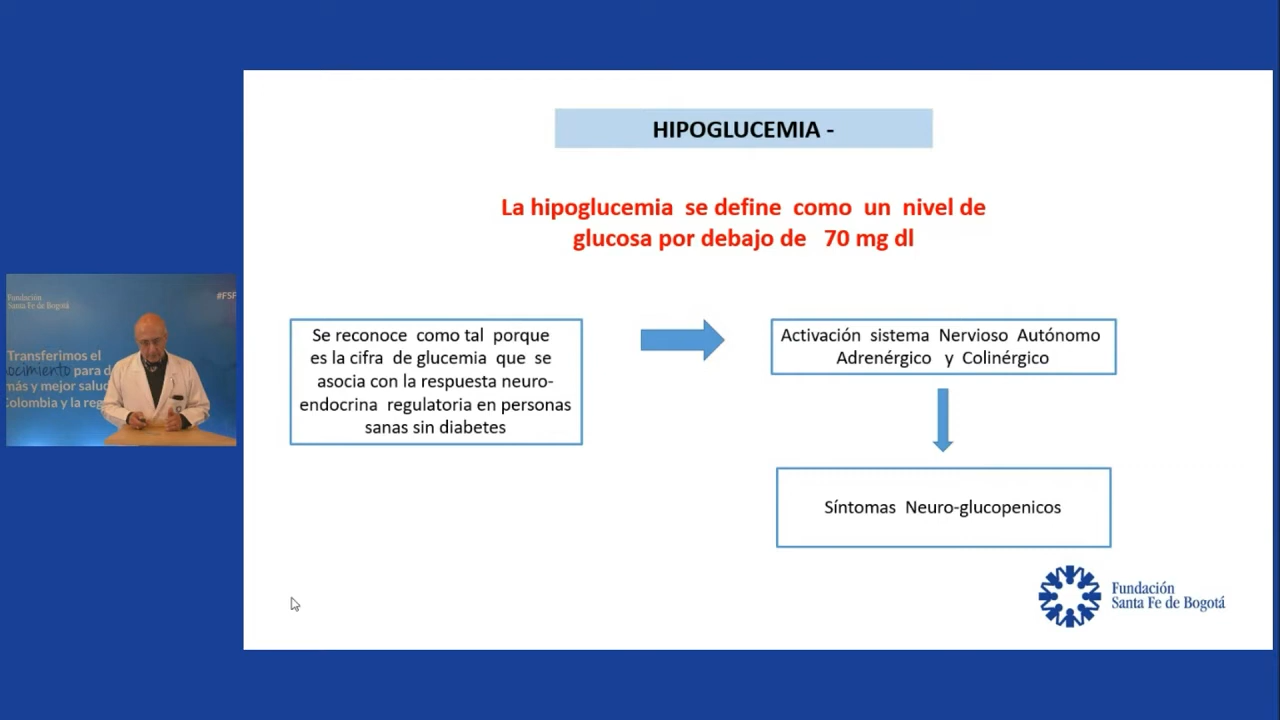 HIPOGLUCEMIA -
La hipoglucemia se define como un nivel de
glucosa por debajo de 70 mg dl
Se reconoce como tal porque
es la cifra de glucemia que se
asocia con la respuesta neuro-
endocrina regulatoria en personas
sanas sin diabetes
Activación sistema Nervioso Autónomo
Adrenérgico y Colinérgico
Síntomas Neuro-glucopenicos
Fundación
Santa Fe de Bogotá
Fundación
Santa Fe de Bogotá
#FSF
Transferimos el
ocimiento para d
más y mejor salud
Colombia y la reg